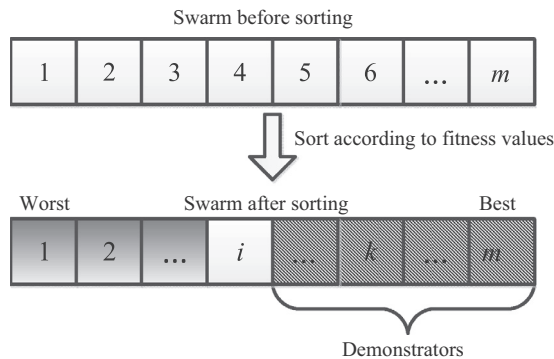 Swarm before sorting
1 2 3 4 5 6 ... m
Sort according to fitness values
Worst Swarm after sorting Best
1 2 ... i ... k ... m
Demonstrators